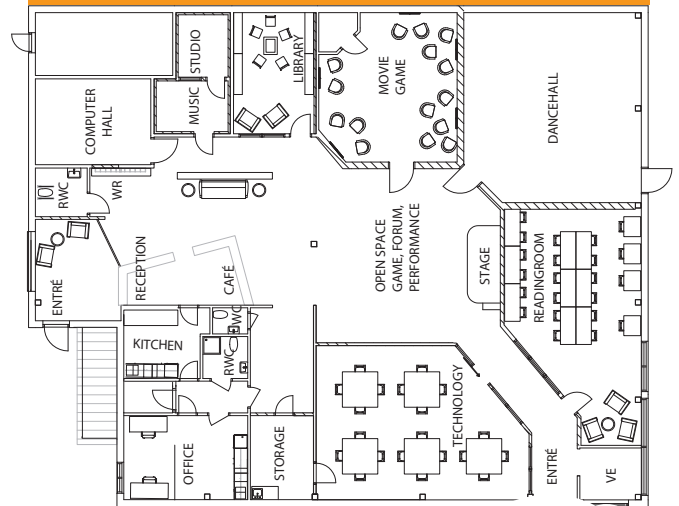 STUDIO
LIBRARY
MOVIE
GAME
DANCEHALL
COMPUTER
HALL
MUSIC
RWC
WR
ENTRÉ
RECEPTION
CAFÉ
OPEN SPACE
GAME, FORUM,
PERFORMANCE
STAGE
READINGROOM
KITCHEN
WC
RWC
OFFICE
STORAGE
TECHNOLOGY
ENTRÉ
VE